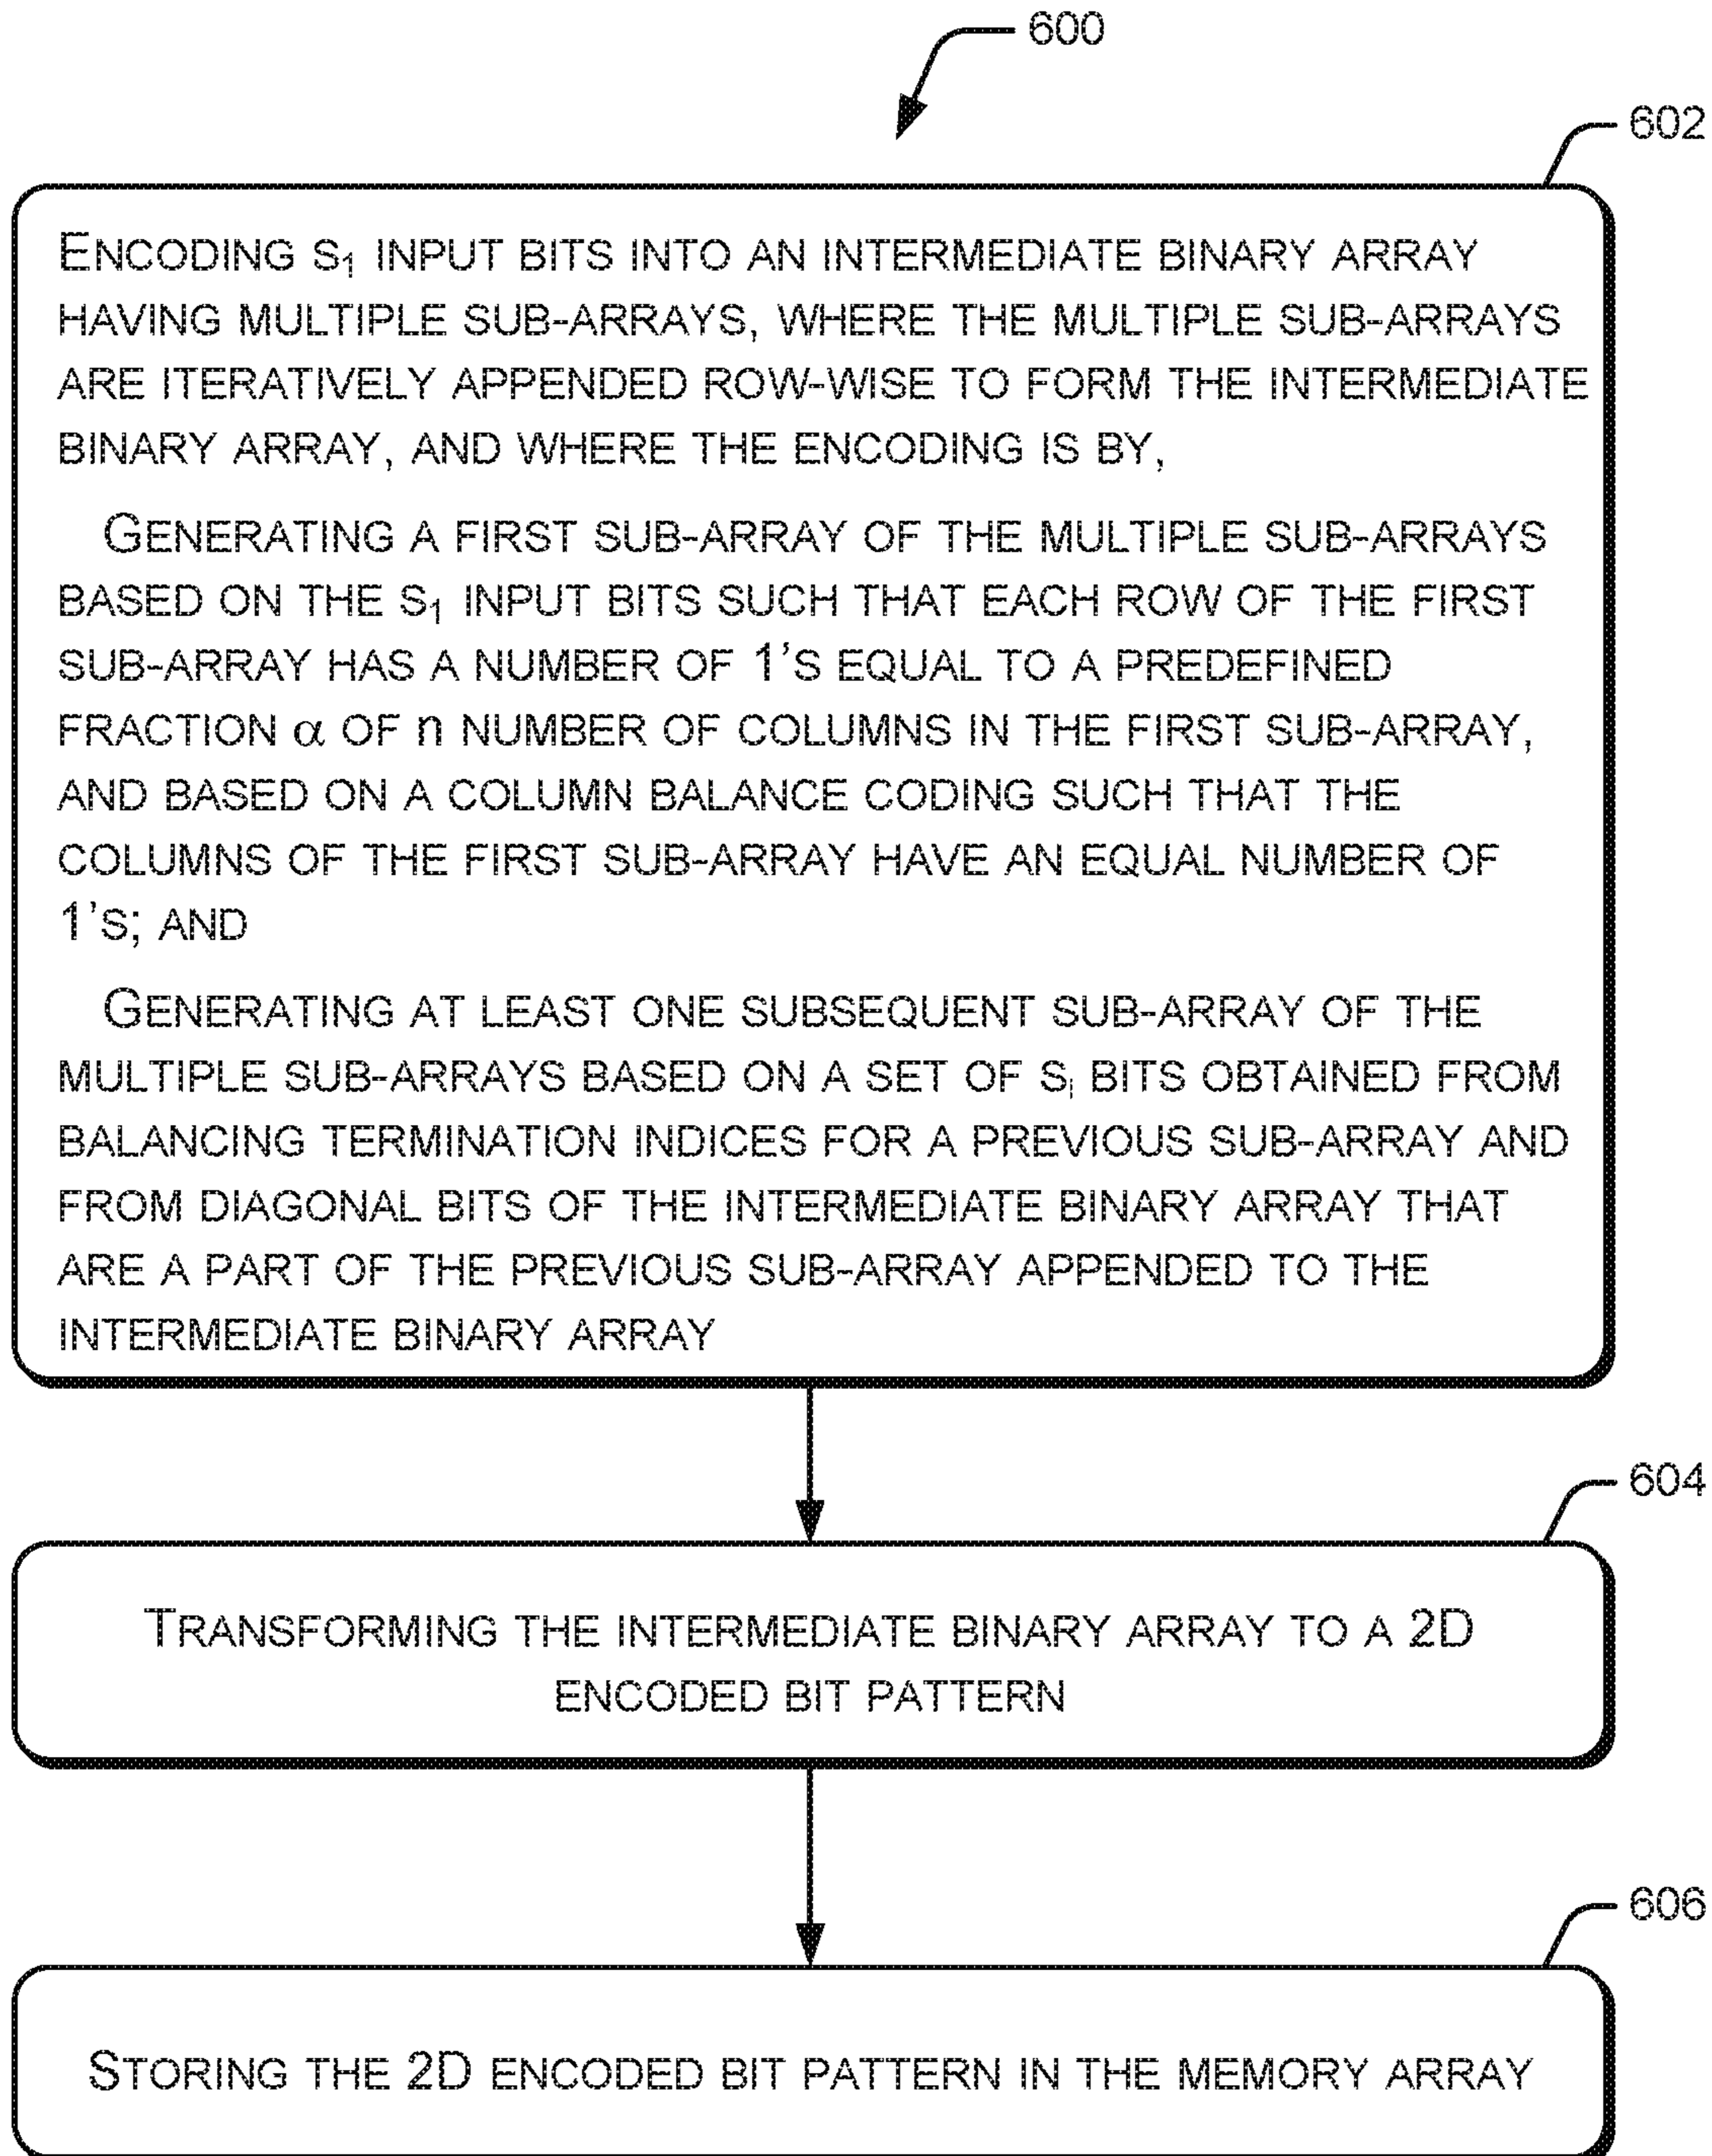 600
602
ENCODING S₁ INPUT BITS INTO AN INTERMEDIATE BINARY ARRAY
HAVING MULTIPLE SUB-ARRAYS, WHERE THE MULTIPLE SUB-ARRAYS
ARE ITERATIVELY APPENDED ROW-WISE TO FORM THE INTERMEDIATE
BINARY ARRAY, AND WHERE THE ENCODING IS BY,
GENERATING A FIRST SUB-ARRAY OF THE MULTIPLE SUB-ARRAYS
BASED ON THE S₁ INPUT BITS SUCH THAT EACH ROW OF THE FIRST
SUB-ARRAY HAS A NUMBER OF 1'S EQUAL TO A PREDEFINED
FRACTION α OF n NUMBER OF COLUMNS IN THE FIRST SUB-ARRAY,
AND BASED ON A COLUMN BALANCE CODING SUCH THAT THE
COLUMNS OF THE FIRST SUB-ARRAY HAVE AN EQUAL NUMBER OF
1'S; AND
GENERATING AT LEAST ONE SUBSEQUENT SUB-ARRAY OF THE
MULTIPLE SUB-ARRAYS BASED ON A SET OF Sᵢ BITS OBTAINED FROM
BALANCING TERMINATION INDICES FOR A PREVIOUS SUB-ARRAY AND
FROM DIAGONAL BITS OF THE INTERMEDIATE BINARY ARRAY THAT
ARE A PART OF THE PREVIOUS SUB-ARRAY APPENDED TO THE
INTERMEDIATE BINARY ARRAY
604
TRANSFORMING THE INTERMEDIATE BINARY ARRAY TO A 2D
ENCODED BIT PATTERN
606
STORING THE 2D ENCODED BIT PATTERN IN THE MEMORY ARRAY